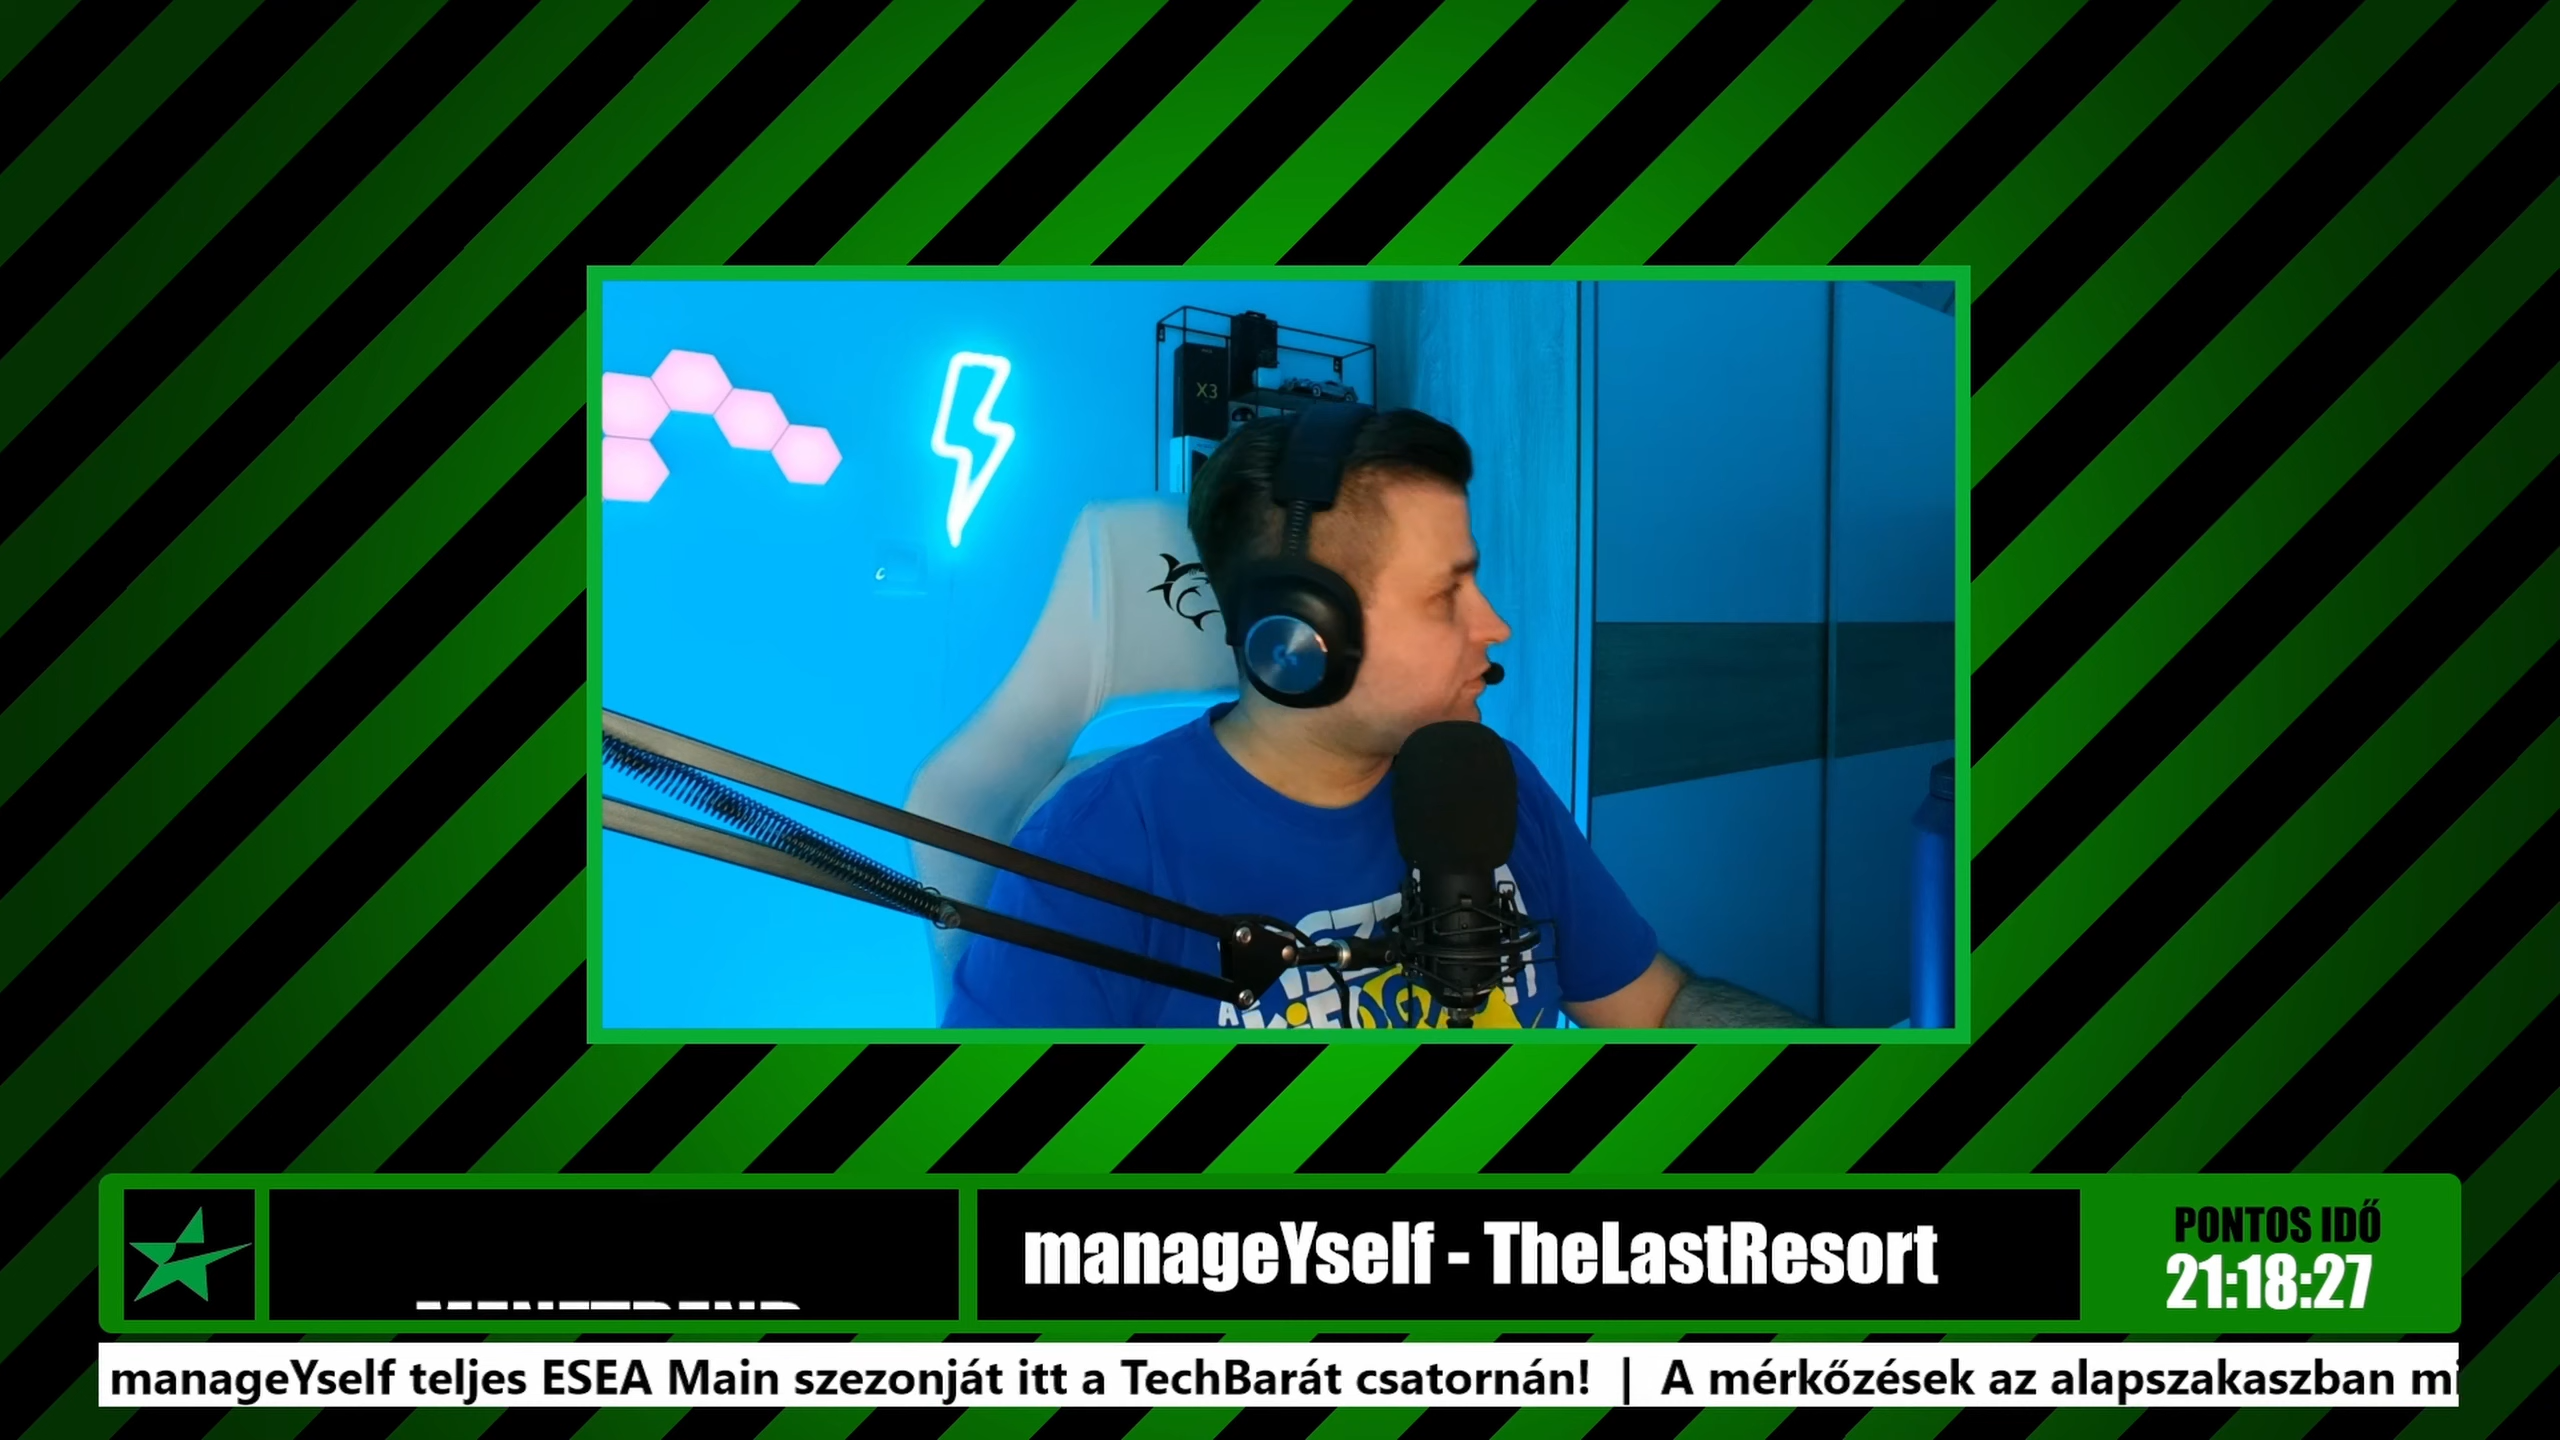 X3
A
manageYself - TheLastResort
PONTOS IDŐ
21:18:27
manageYself teljes ESEA Main szezonját itt a TechBarát csatornán! | A mérkőzések az alapszakaszban mi